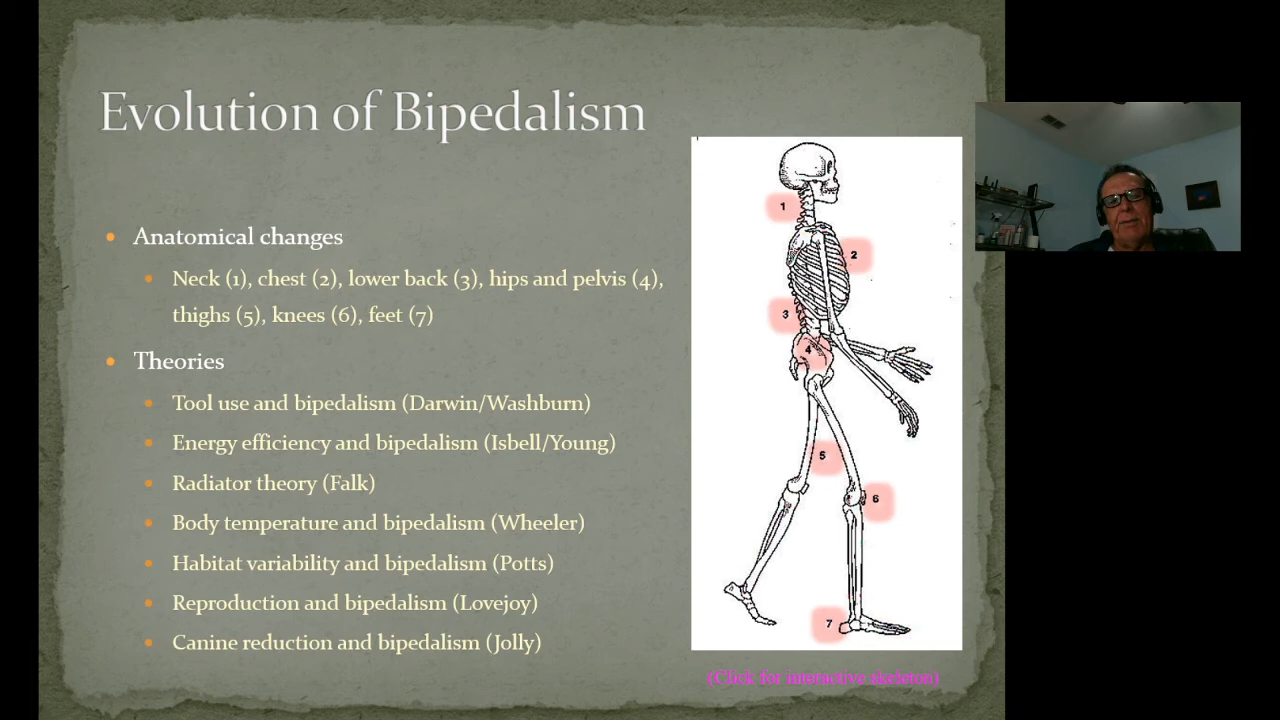 Evolution of Bipedalism
Anatomical changes
Neck (1), chest (2), lower back (3), hips and pelvis (4),
thighs (5), knees (6), feet (7)
Theories
Tool use and bipedalism (Darwin/Washburn)
Energy efficiency and bipedalism (Isbell/Young)
Radiator theory (Falk)
Body temperature and bipedalism (Wheeler)
Habitat variability and bipedalism (Potts)
Reproduction and bipedalism (Lovejoy)
Canine reduction and bipedalism (Jolly)
1
2
3
4
5
6
7
(Click for interactive skeleton)